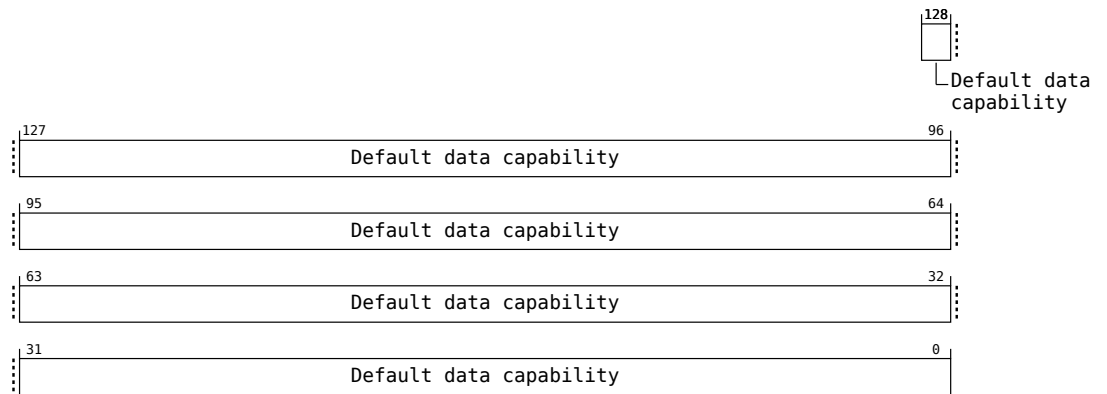 128
Default data
capability
127 96
Default data capability
95 64
Default data capability
63 32
Default data capability
31 0
Default data capability